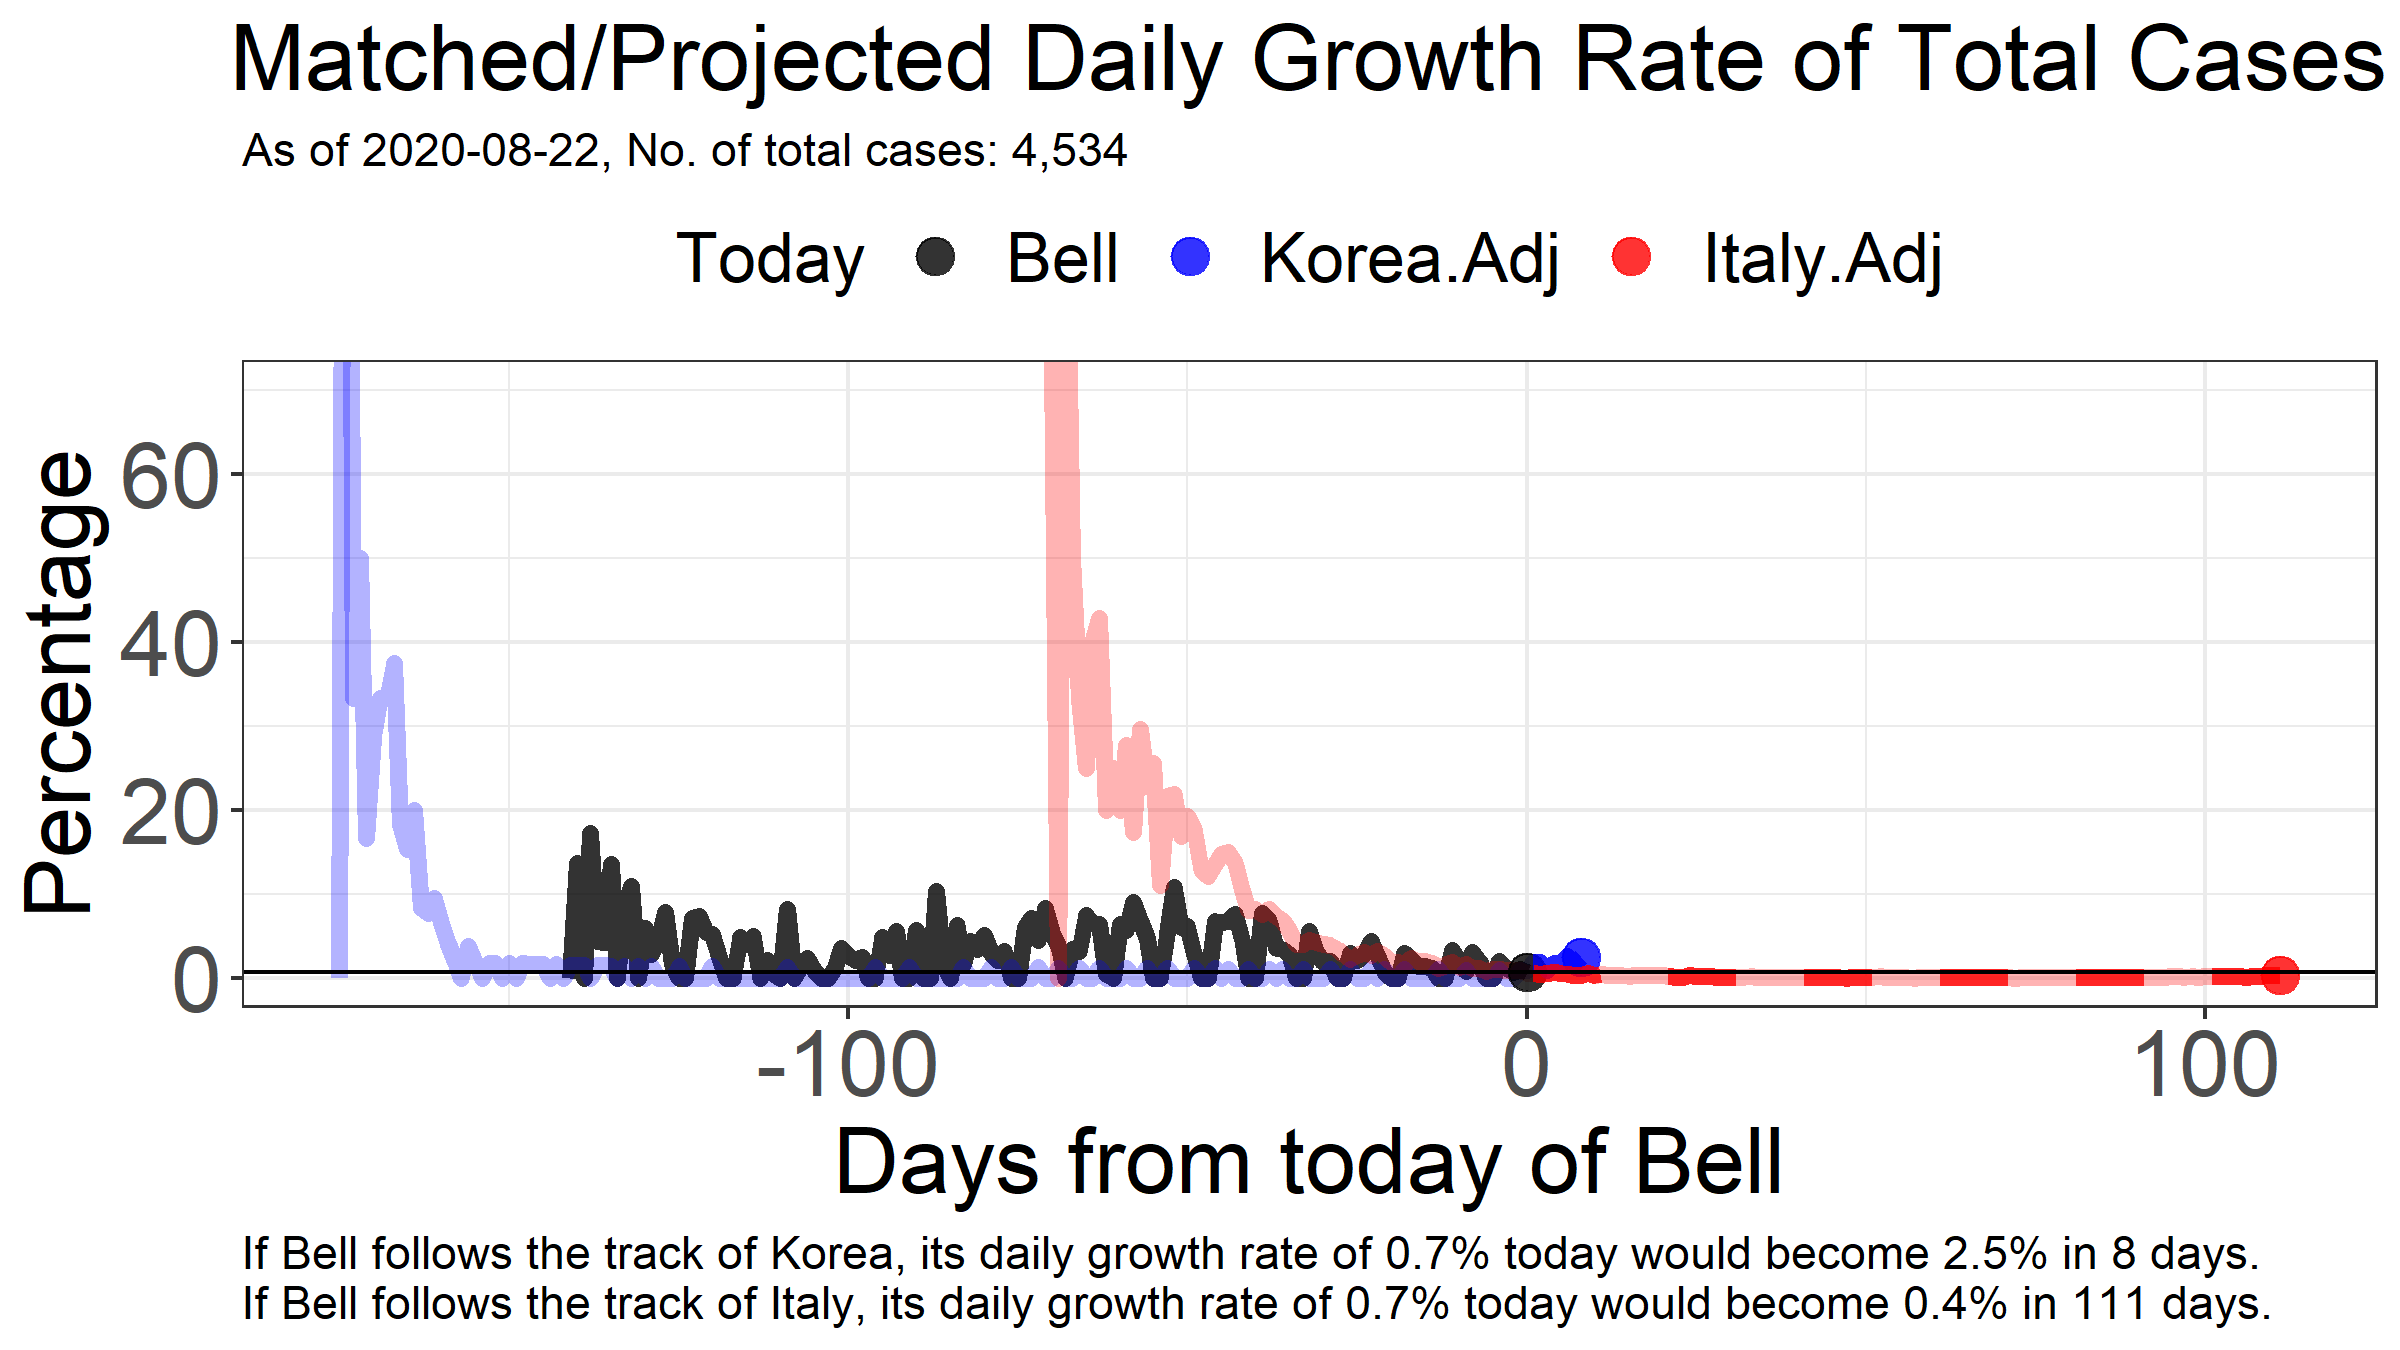 Matched/Projected Daily Growth Rate of Total Cases
As of 2020-08-22, No. of total cases: 4,534
Today Bell Korea.Adj Italy.Adj
Percentage
60
40
20
0
-100 0 100
Days from today of Bell
If Bell follows the track of Korea, its daily growth rate of 0.7% today would become 2.5% in 8 days.
If Bell follows the track of Italy, its daily growth rate of 0.7% today would become 0.4% in 111 days.